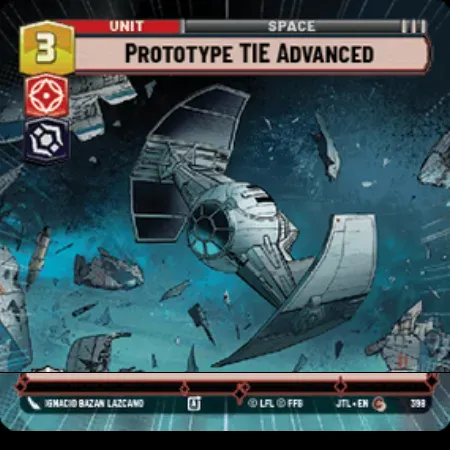 UNIT SPACE
3 PROTOTYPE TIE ADVANCED
IGNACIO BAZAN LAZCANO Ⓒ LFL Ⓒ FFG JTL • EN 398